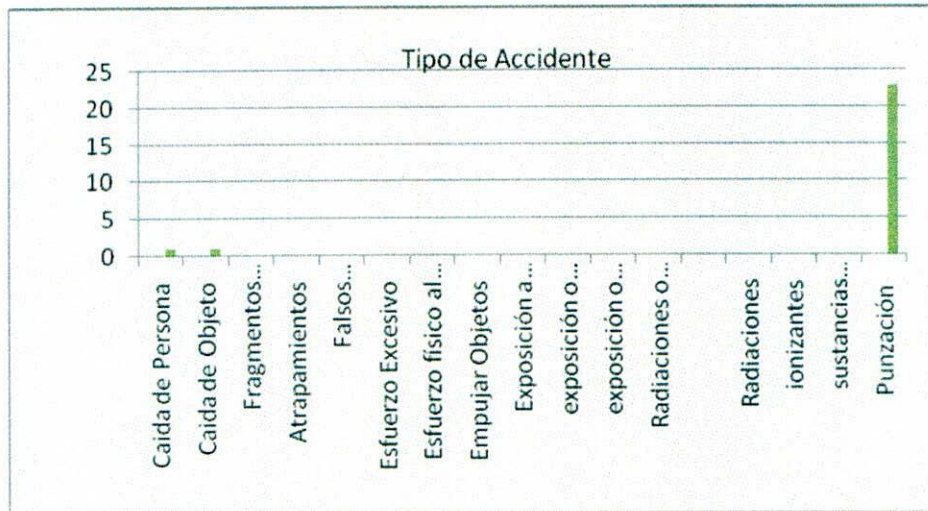 Tipo de Accidente
25
20
15
10
5
0
Caida de Persona
Caida de Objeto
Fragmentos...
Atrapamientos
Falsos...
Esfuerzo Excesivo
Esfuerzo físico al...
Empujar Objetos
Exposición a...
exposición o...
exposición o...
Radiaciones o...
Radiaciones
ionizantes
sustancias...
Punzación